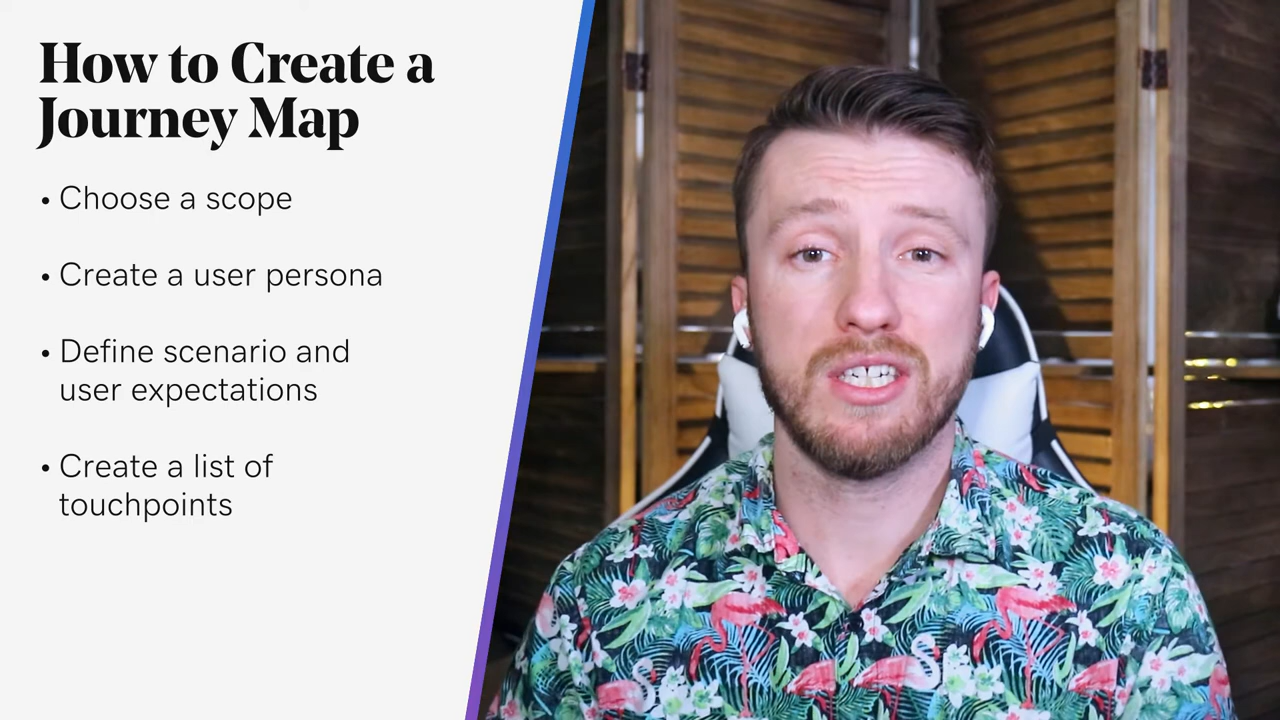 How to Create a
Journey Map
• Choose a scope
• Create a user persona
• Define scenario and
user expectations
• Create a list of
touchpoints